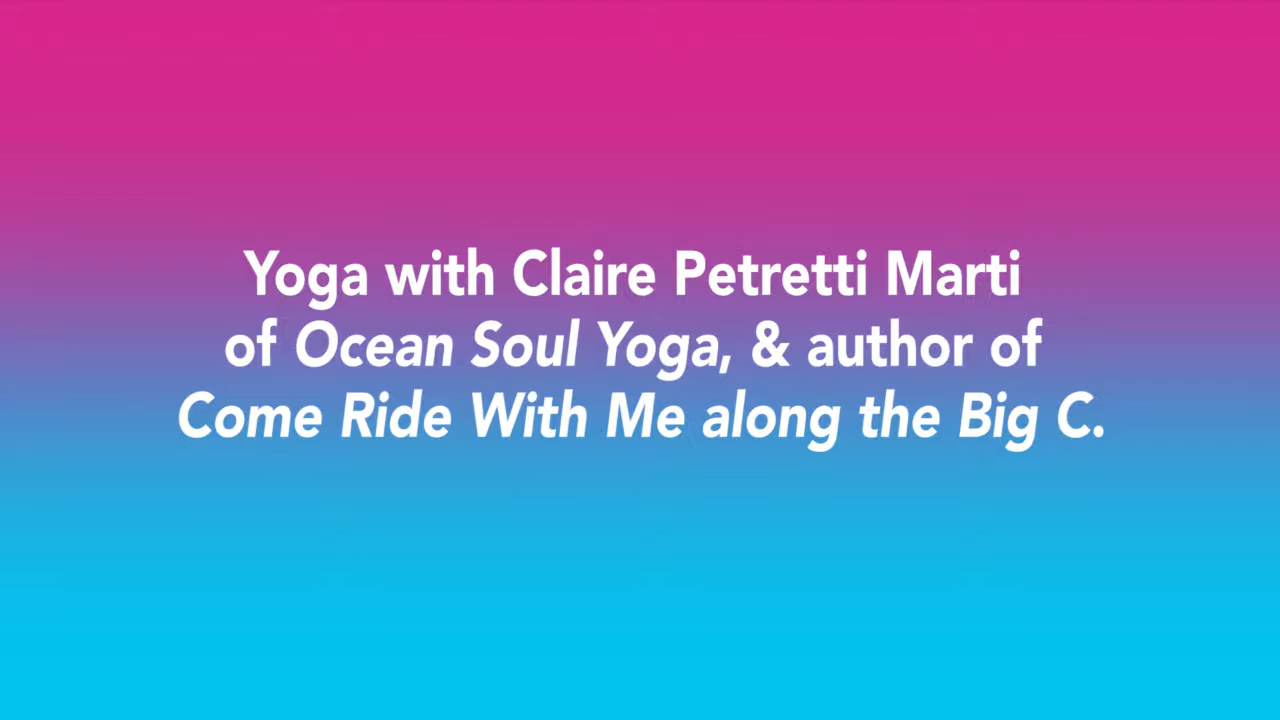 Yoga with Claire Petretti Marti
of Ocean Soul Yoga, & author of
Come Ride With Me along the Big C.